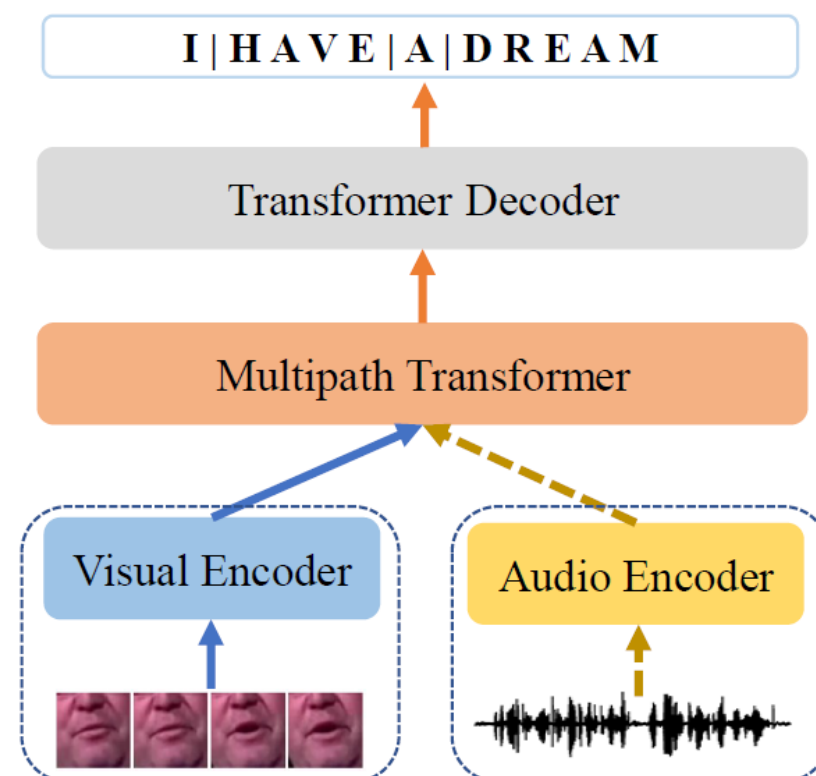 I | H A V E | A | D R E A M
Transformer Decoder
Multipath Transformer
Visual Encoder
Audio Encoder